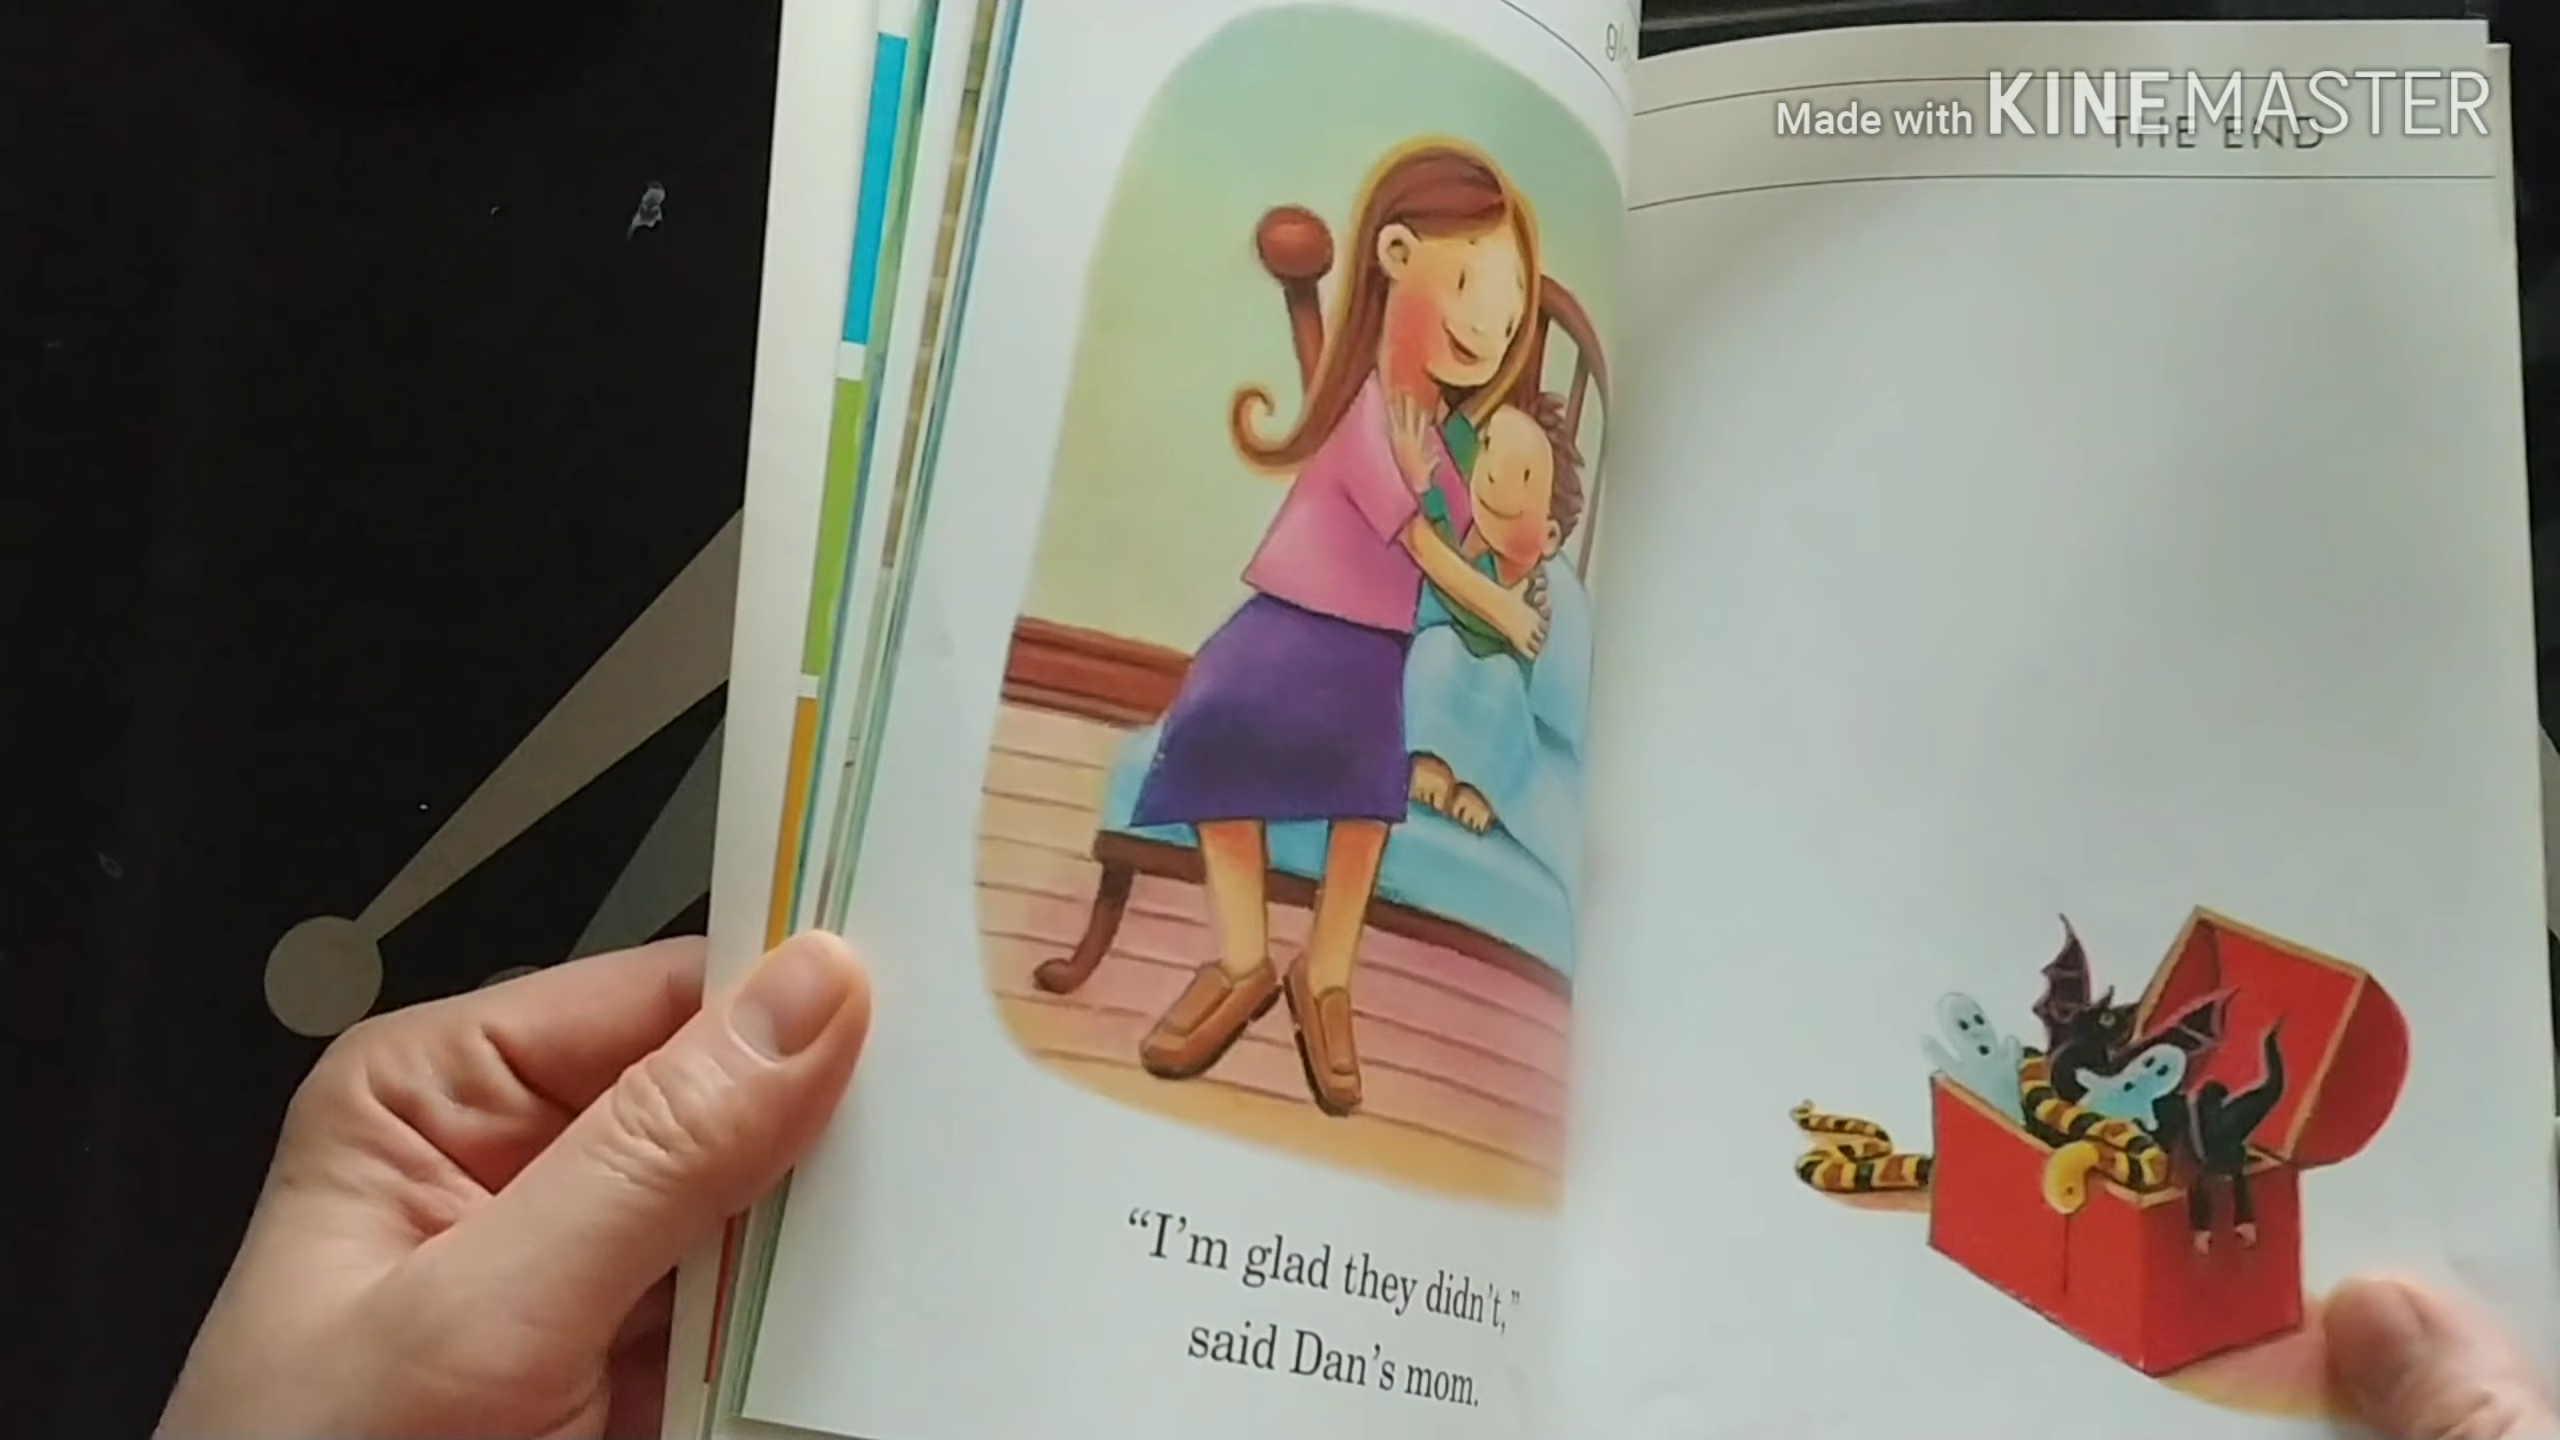 "I'm glad they didn't,"
said Dan's mom.
Made with KINEMASTER
THE END